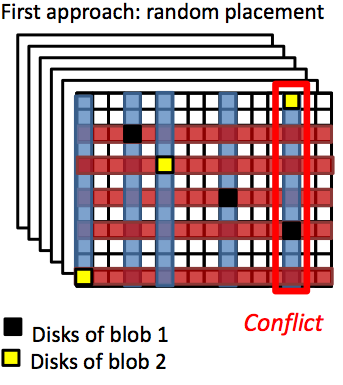 First approach: random placement
Conflict
Disks of blob 1
Disks of blob 2